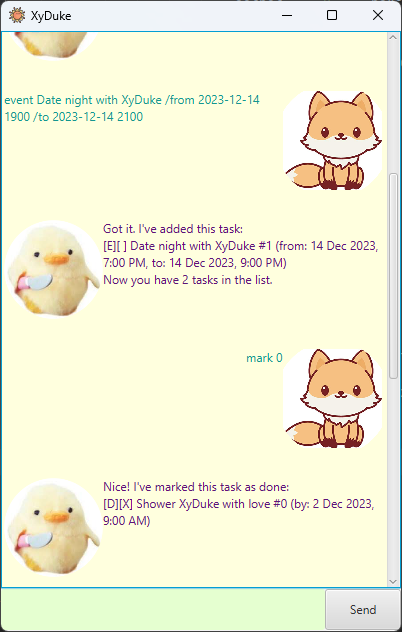 XyDuke
event Date night with XyDuke /from 2023-12-14
1900 /to 2023-12-14 2100
Got it. I've added this task:
[E][ ] Date night with XyDuke #1 (from: 14 Dec 2023,
7:00 PM, to: 14 Dec 2023, 9:00 PM)
Now you have 2 tasks in the list.
mark 0
Nice! I've marked this task as done:
[D][X] Shower XyDuke with love #0 (by: 2 Dec 2023,
9:00 AM)
Send